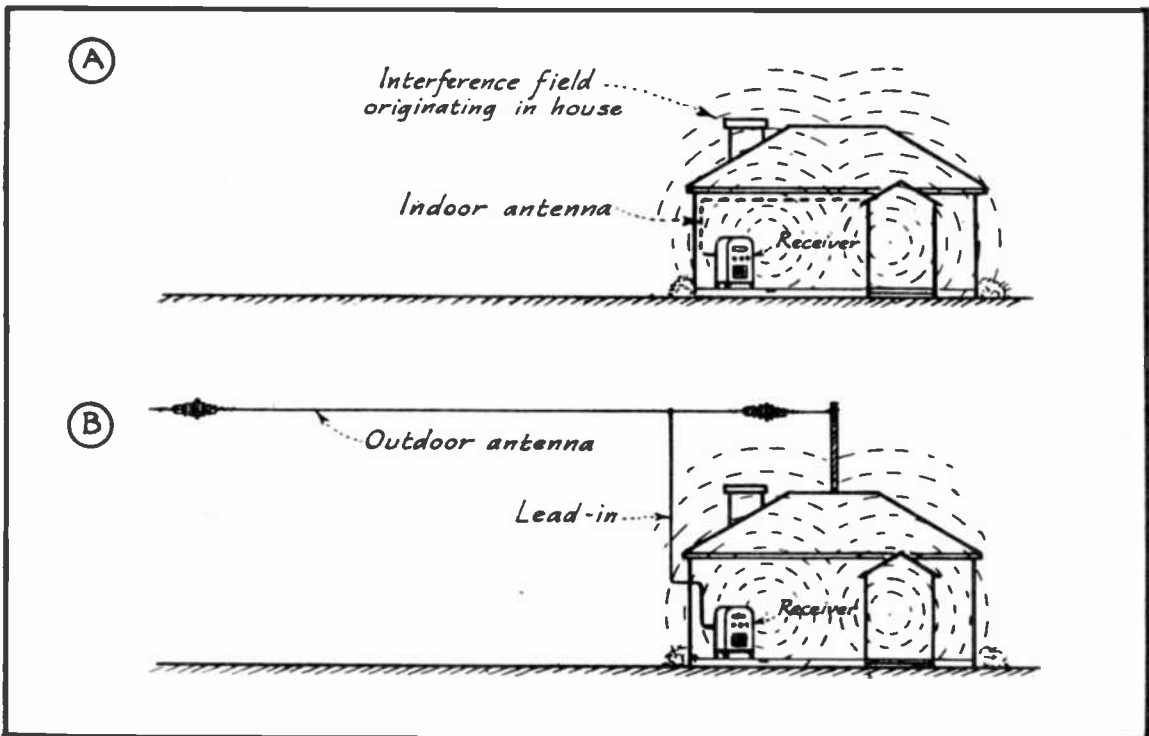 A
Interference field
originating in house
Indoor antenna
Receiver
B
Outdoor antenna
Lead-in
Receiver